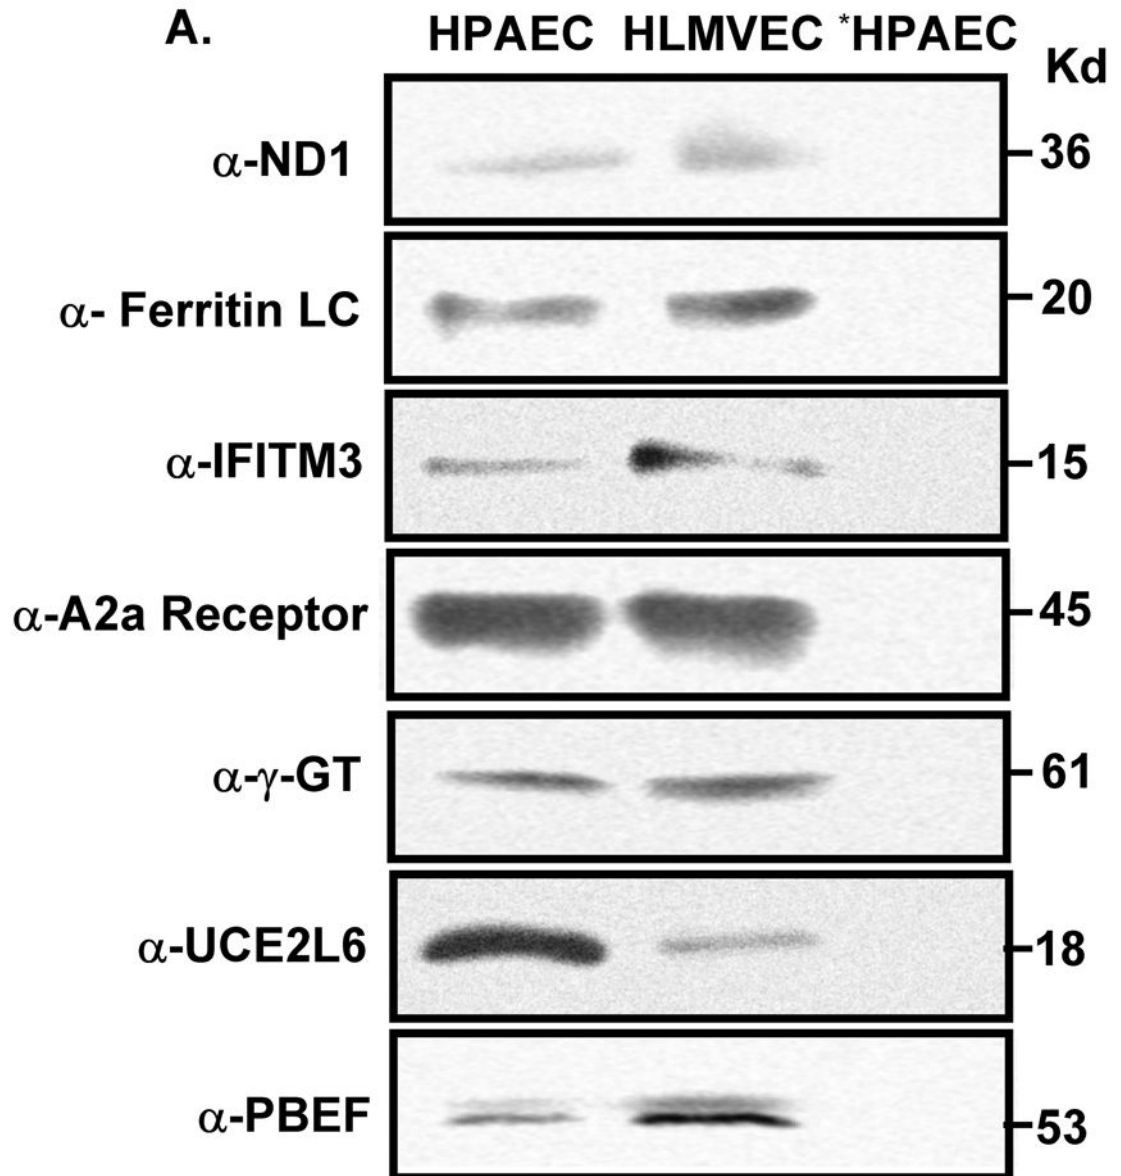 A. HPAEC HLMVEC *HPAEC
Kd
α-ND1 36
α- Ferritin LC 20
α-IFITM3 15
α-A2a Receptor 45
α-γ-GT 61
α-UCE2L6 18
α-PBEF 53